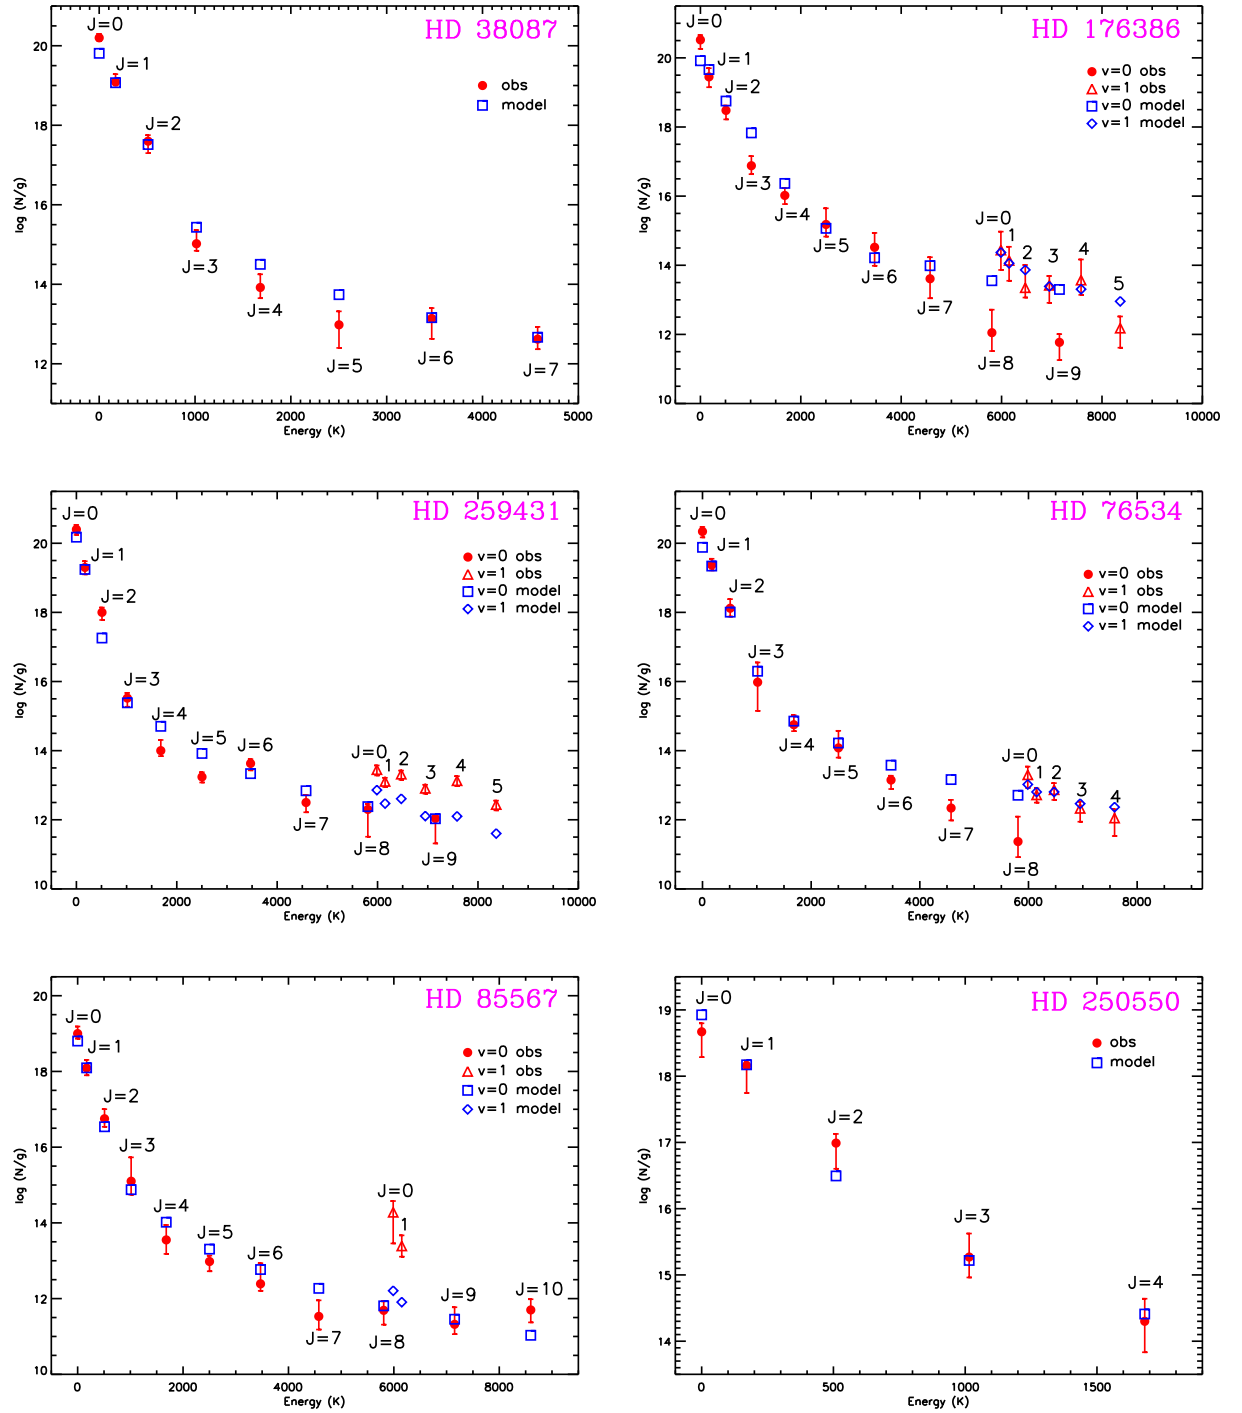 HD 38087
J=0
J=1
J=2
J=3
J=4
J=5
J=6
J=7
obs
model
log (N/g)
20
18
16
14
12
0 1000 2000 3000 4000 5000
Energy (K)
HD 176386
J=0
J=1
J=2
J=3
J=4
J=5
J=6
J=7
J=8
J=9
J=0
1
2
3
4
5
v=0 obs
v=1 obs
v=0 model
v=1 model
log (N/g)
20
18
16
14
12
10
0 2000 4000 6000 8000 10000
Energy (K)
HD 259431
J=0
J=1
J=2
J=3
J=4
J=5
J=6
J=7
J=8
J=9
J=0
1
2
3
4
5
v=0 obs
v=1 obs
v=0 model
v=1 model
log (N/g)
20
18
16
14
12
10
0 2000 4000 6000 8000 10000
Energy (K)
HD 76534
J=0
J=1
J=2
J=3
J=4
J=5
J=6
J=7
J=8
J=0
1
2
3
4
v=0 obs
v=1 obs
v=0 model
v=1 model
log (N/g)
20
18
16
14
12
10
0 2000 4000 6000 8000
Energy (K)
HD 85567
J=0
J=1
J=2
J=3
J=4
J=5
J=6
J=7
J=8
J=9
J=10
J=0
1
v=0 obs
v=1 obs
v=0 model
v=1 model
log (N/g)
20
18
16
14
12
10
0 2000 4000 6000 8000
Energy (K)
HD 250550
J=0
J=1
J=2
J=3
J=4
obs
model
log (N/g)
19
18
17
16
15
14
0 500 1000 1500
Energy (K)